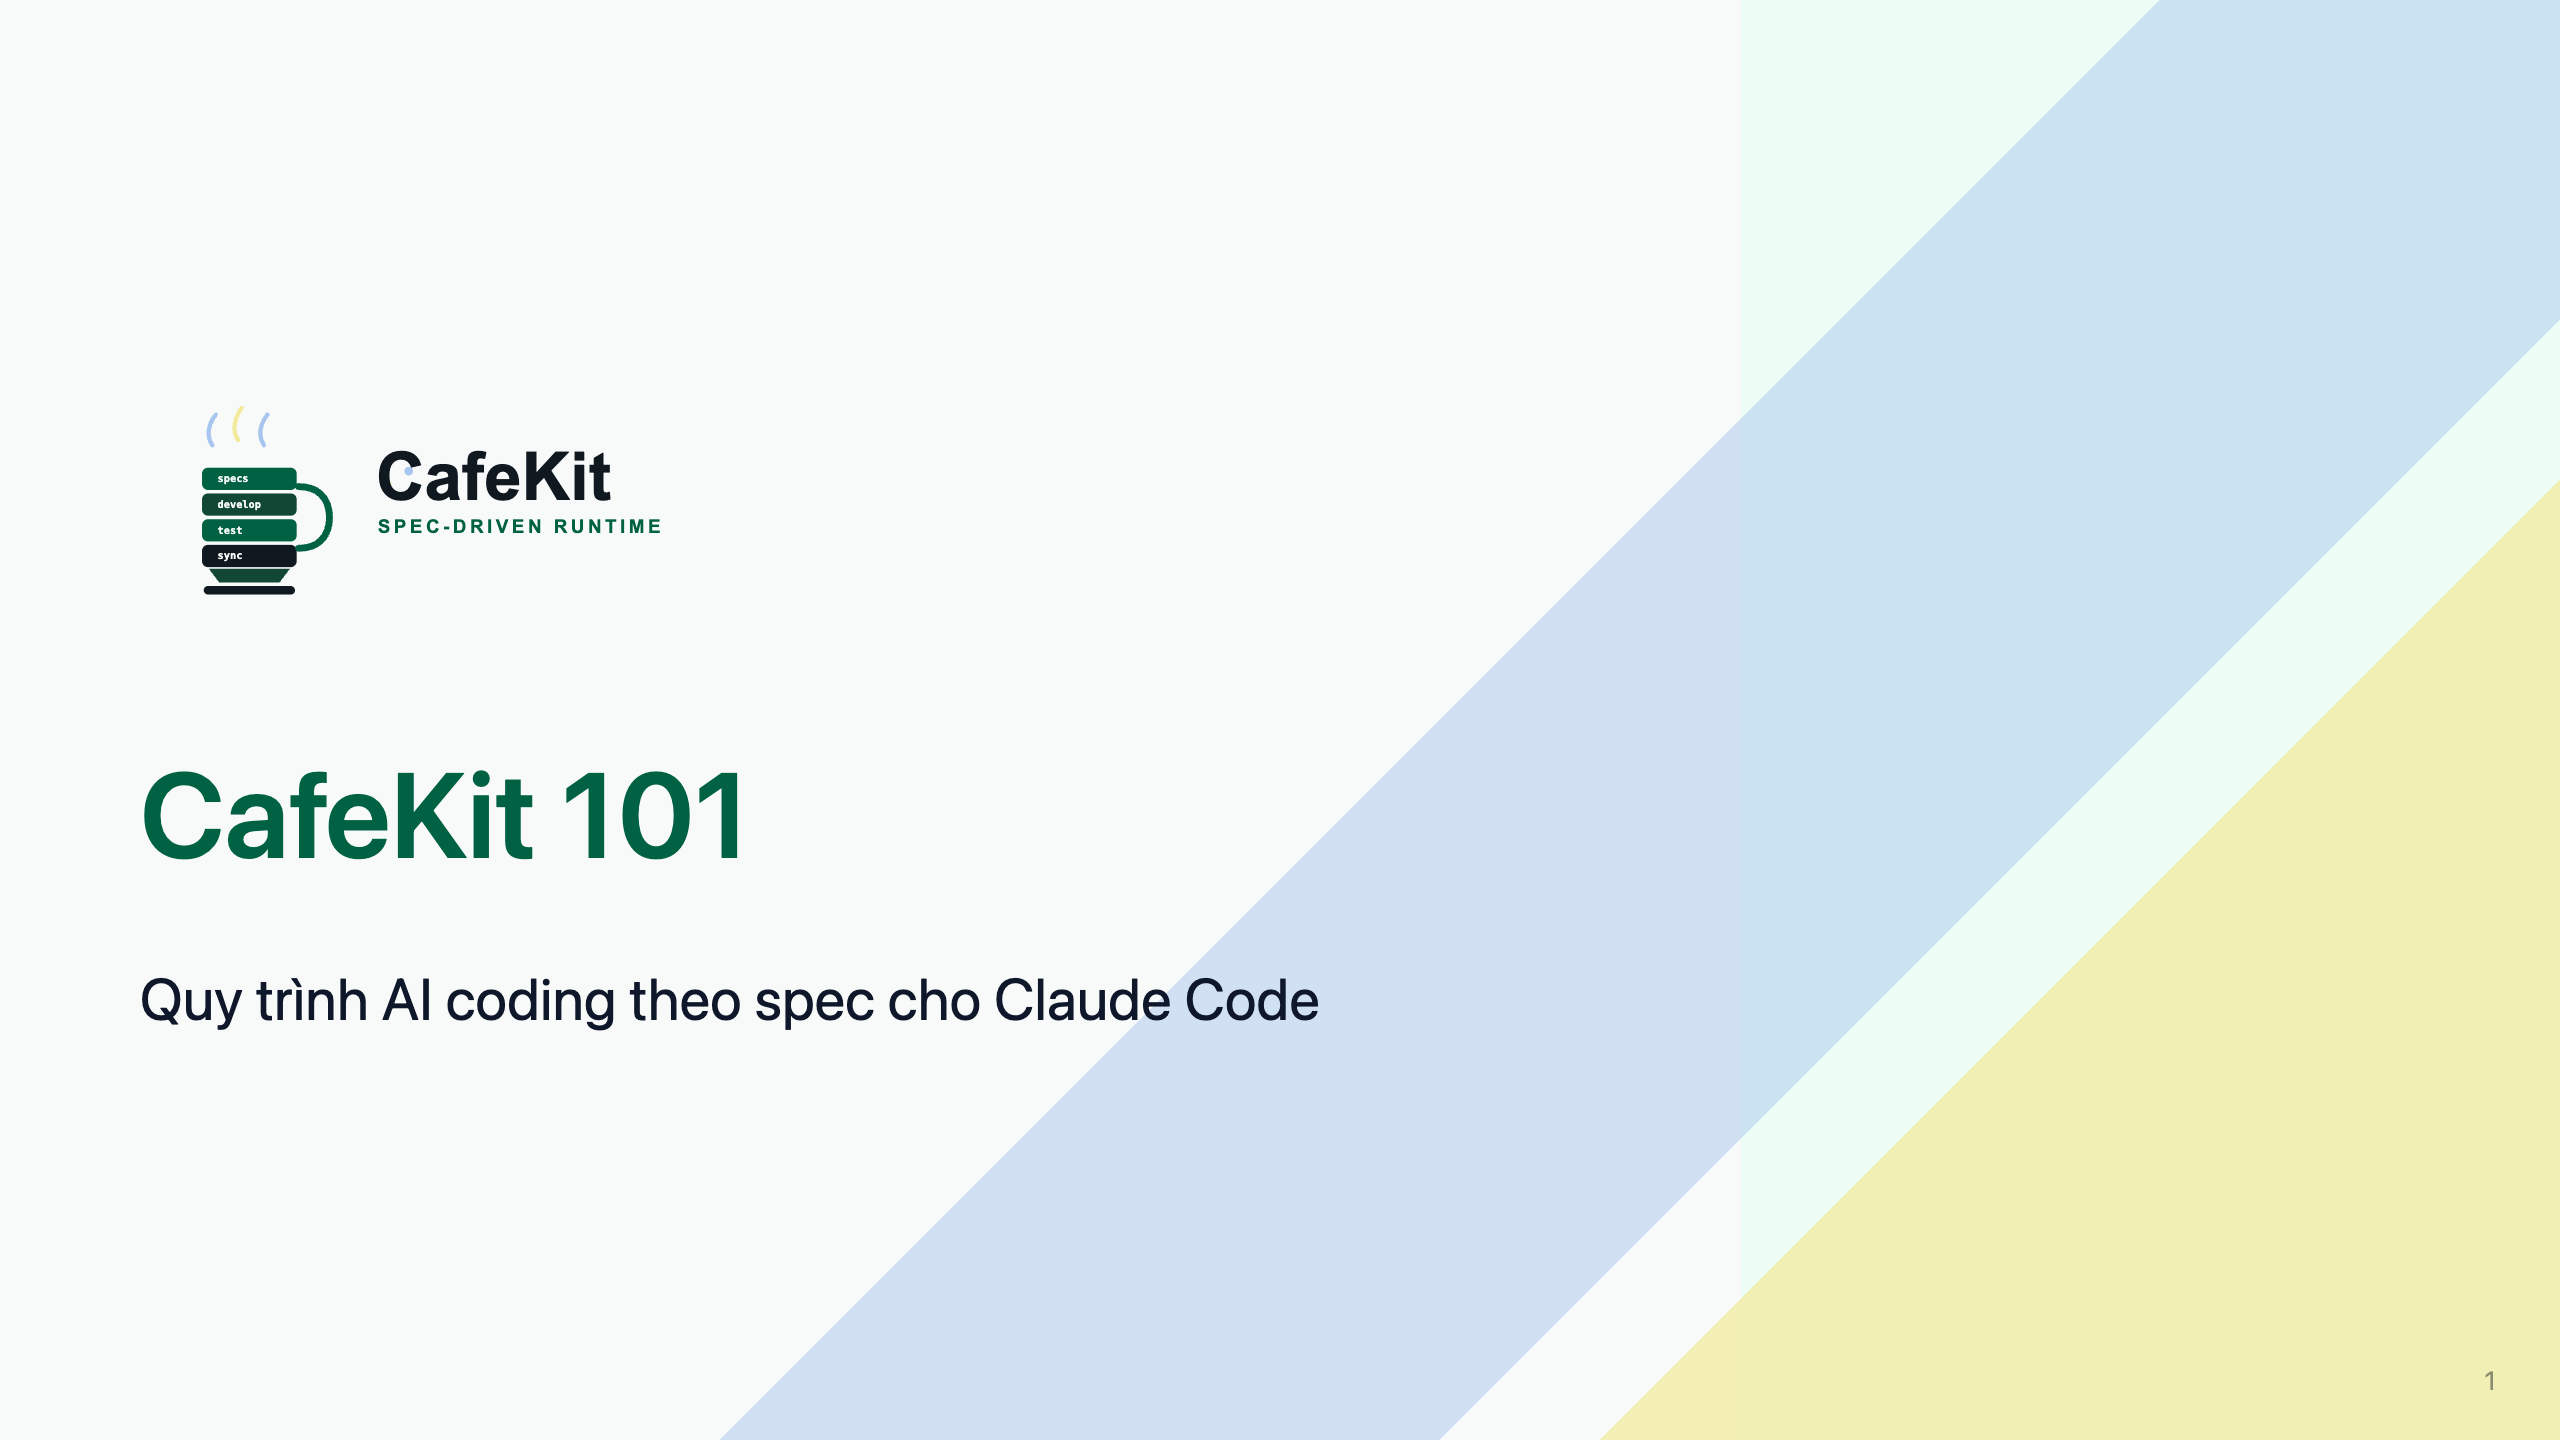 specs
develop
test
sync
CafeKit
SPEC-DRIVEN RUNTIME
CafeKit 101
Quy trình AI coding theo spec cho Claude Code
1